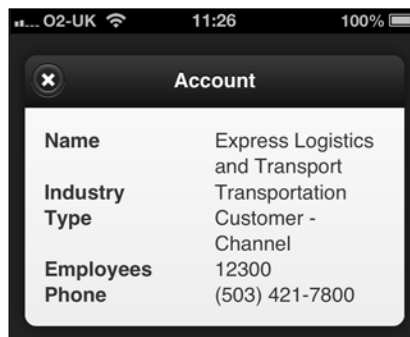 ... O2-UK 11:26 100%
Account
Name Express Logistics
and Transport
Industry Transportation
Type Customer -
Channel
Employees 12300
Phone (503) 421-7800